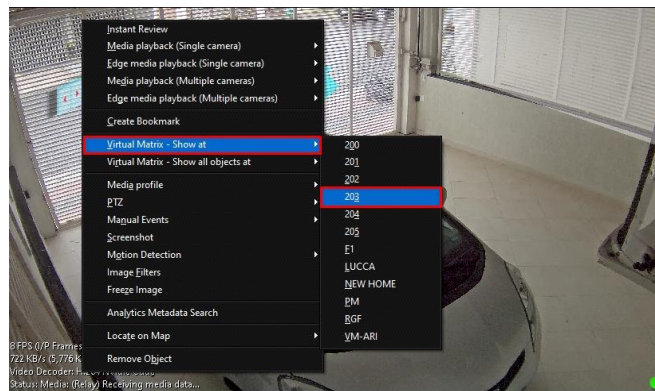 Instant Review
Media playback (Single camera)
Edge media playback (Single camera)
Media playback (Multiple cameras)
Edge media playback (Multiple cameras)
Create Bookmark
Virtual Matrix - Show at
Virtual Matrix - Show all objects at
Media profile
PTZ
Manual Events
Screenshot
Motion Detection
Image Filters
Freeze Image
Analytics Metadata Search
Locate on Map
Remove Object
200
201
202
203
204
205
F1
LUCCA
NEW HOME
PM
RGF
VM-ARI
8 FPS (I/P Frames
722 KB/s (5,776 K
Video Decoder:
Status: Media: (Relay) Receiving media data...